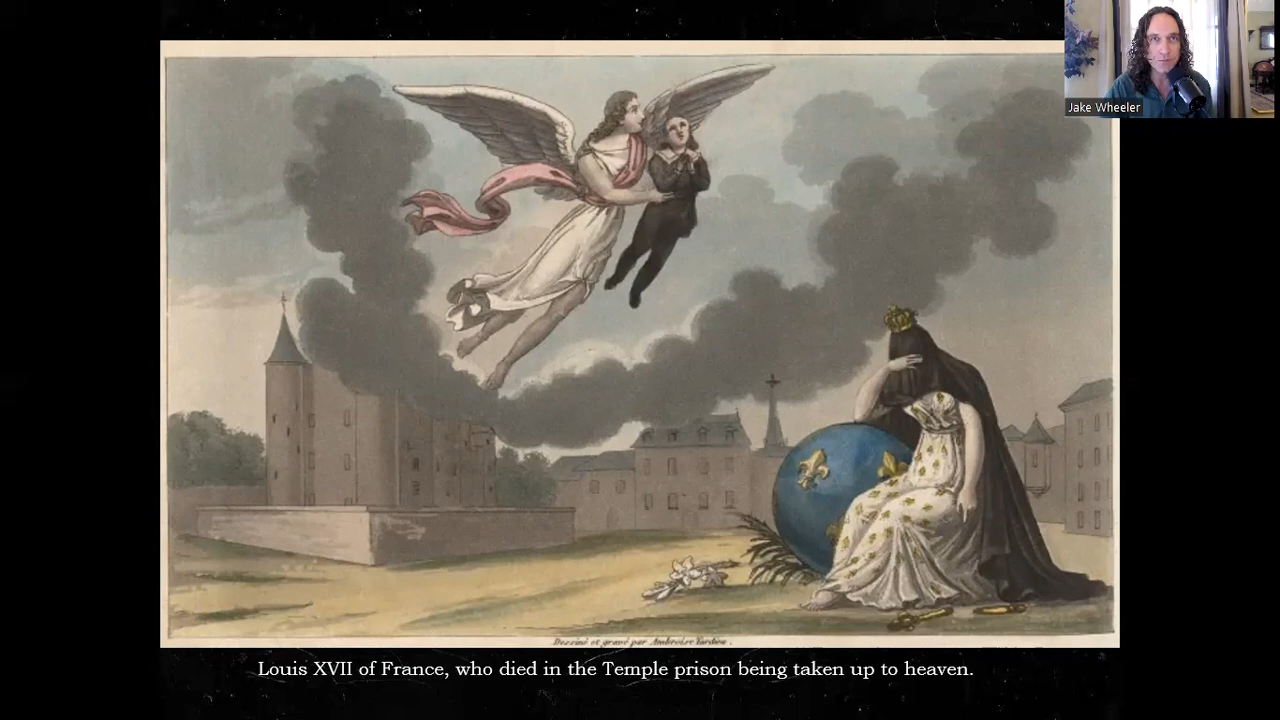 Jake Wheeler
Dessiné et gravé par Ambroise Tardieu.
Louis XVII of France, who died in the Temple prison being taken up to heaven.